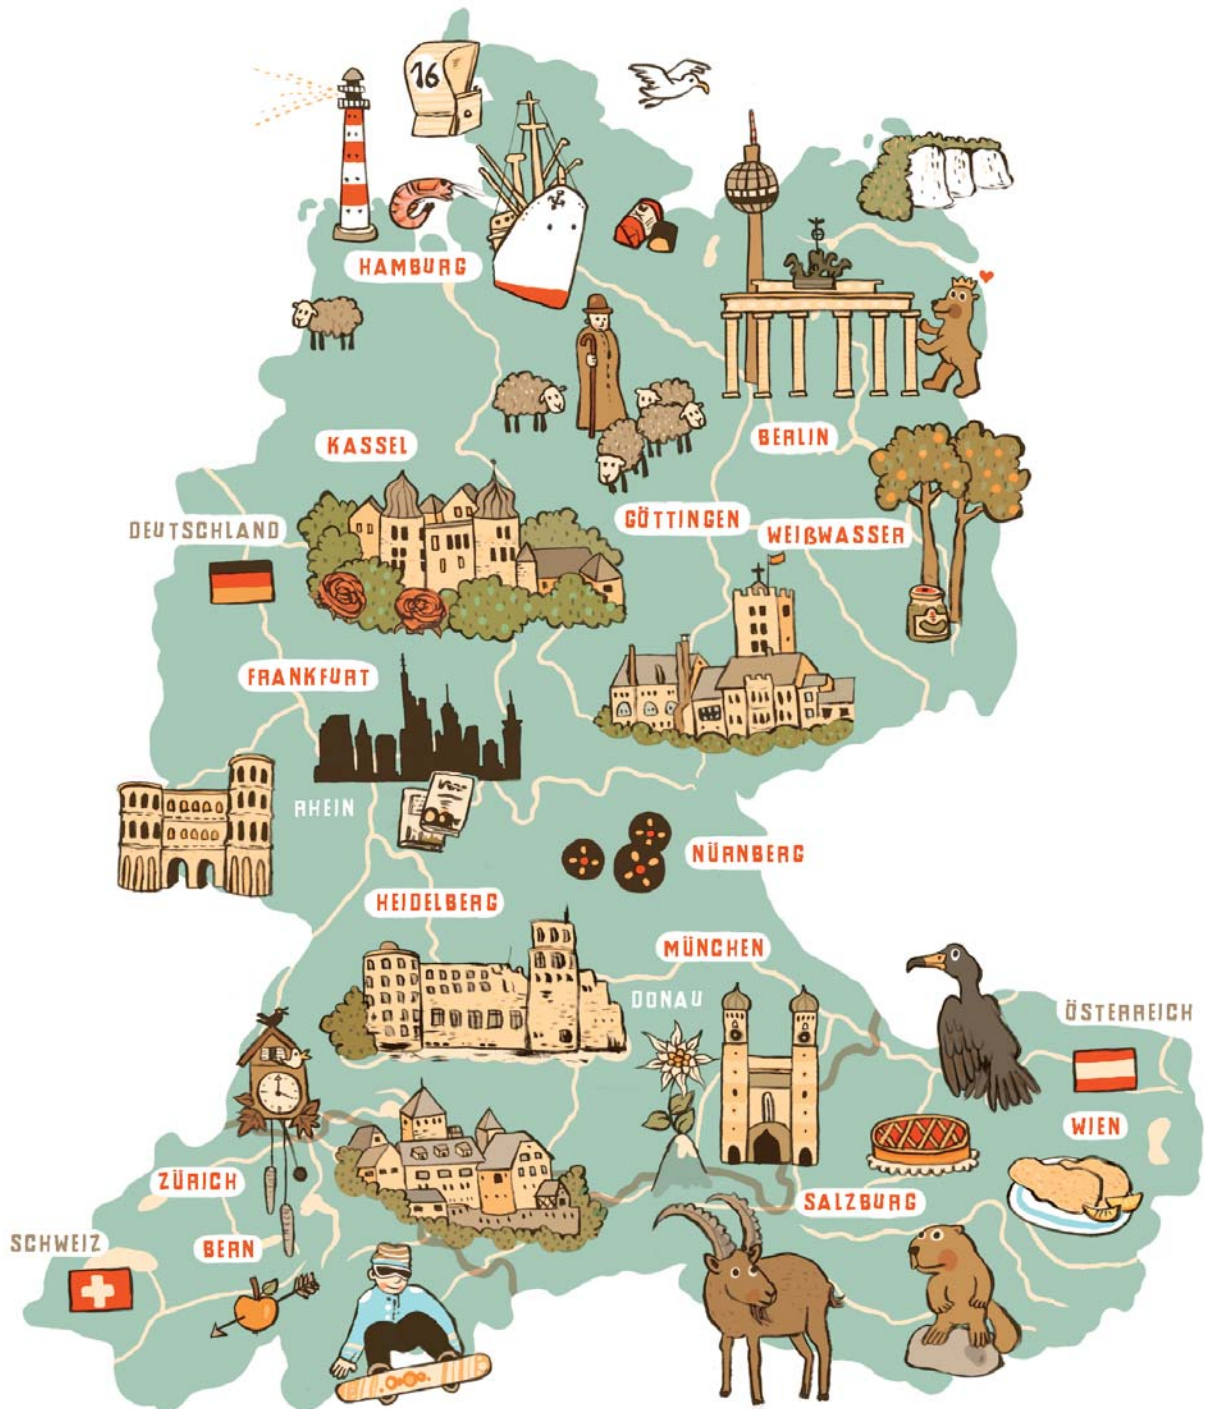 16
HAMBURG
BERLIN
KASSEL
GÖTTINGEN
DEUTSCHLAND
WEIßWASSER
FRANKFURT
RHEIN
NÜRNBERG
HEIDELBERG
MÜNCHEN
DONAU
ÖSTERREICH
WIEN
ZÜRICH
SALZBURG
SCHWEIZ
BERN